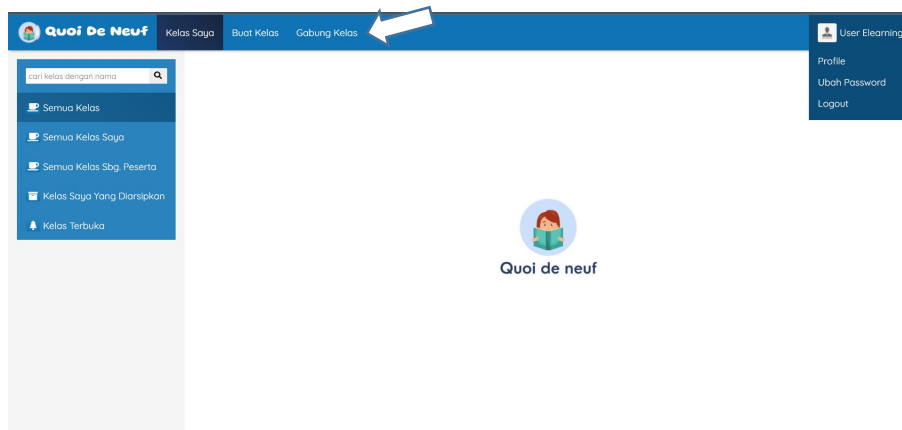 Quoi De Neuf Kelas Saya Buat Kelas Gabung Kelas User Elearning
Profile
Ubah Password
Logout
cari kelas dengan nama
Semua Kelas
Semua Kelas Saya
Semua Kelas Sbg. Peserta
Kelas Saya Yang Diarsipkan
Kelas Terbuka
Quoi de neuf